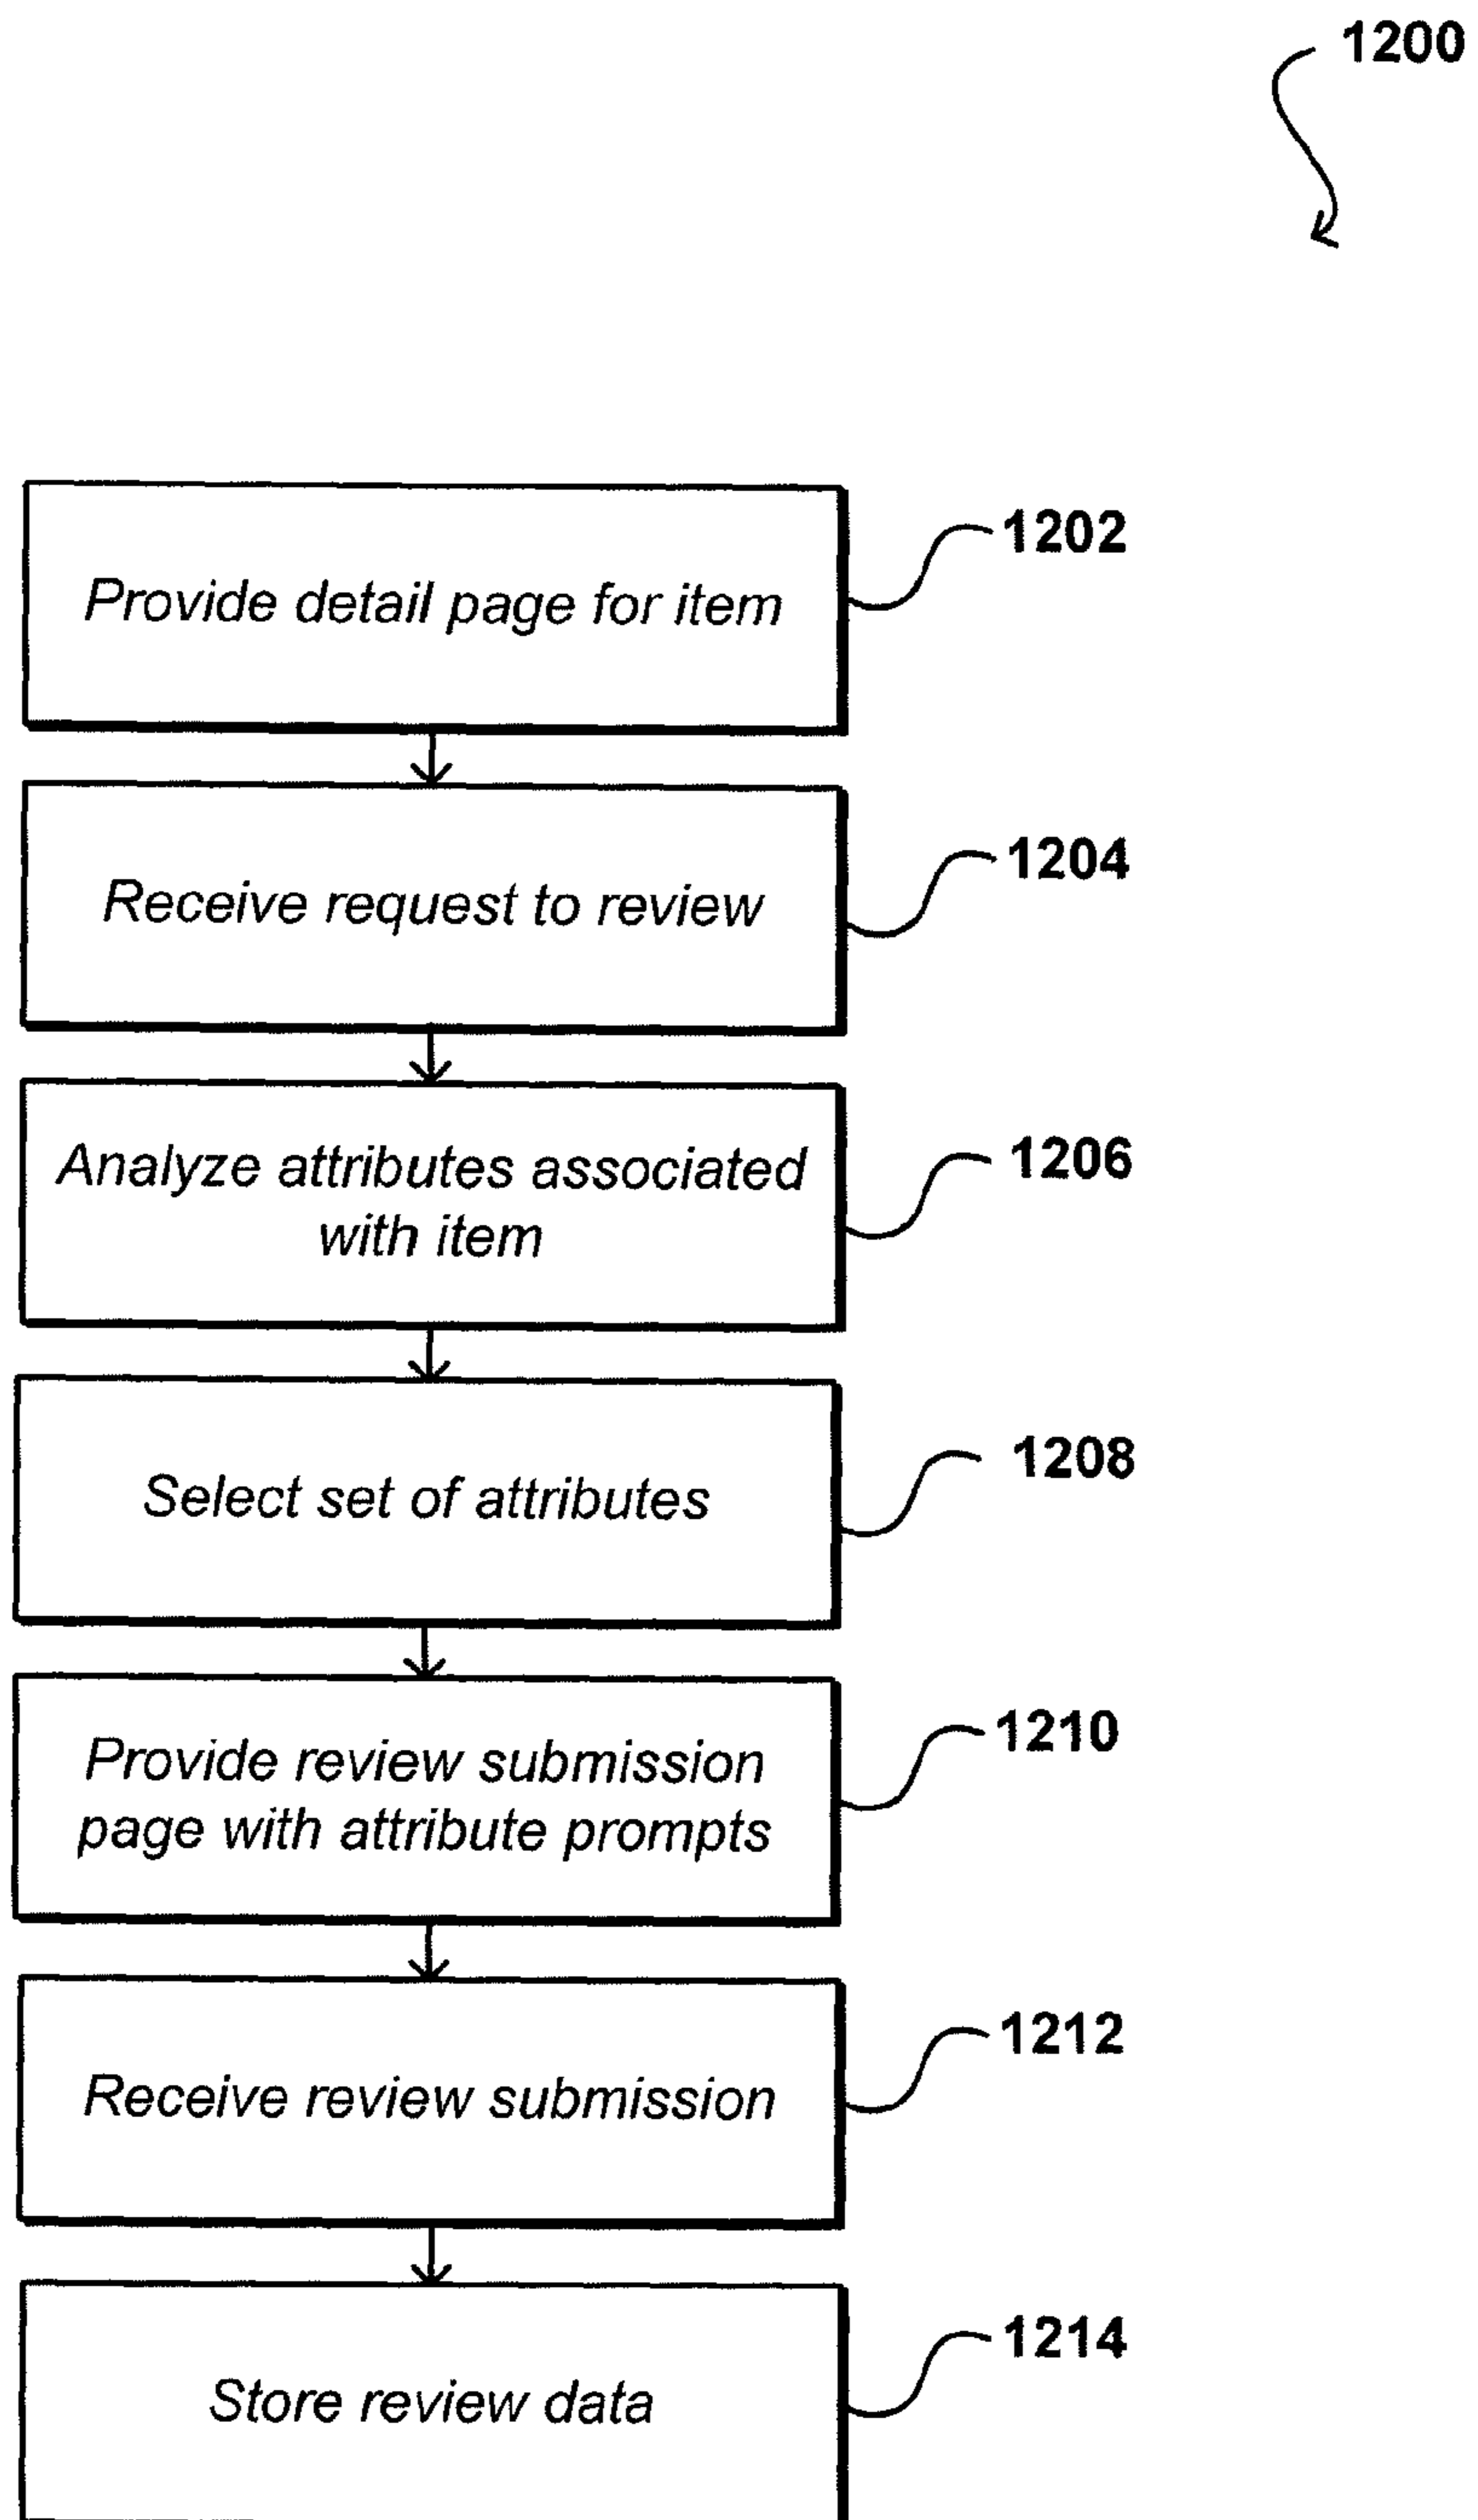 1200
Provide detail page for item
1202
Receive request to review
1204
Analyze attributes associated
with item
1206
Select set of attributes
1208
Provide review submission
page with attribute prompts
1210
Receive review submission
1212
Store review data
1214